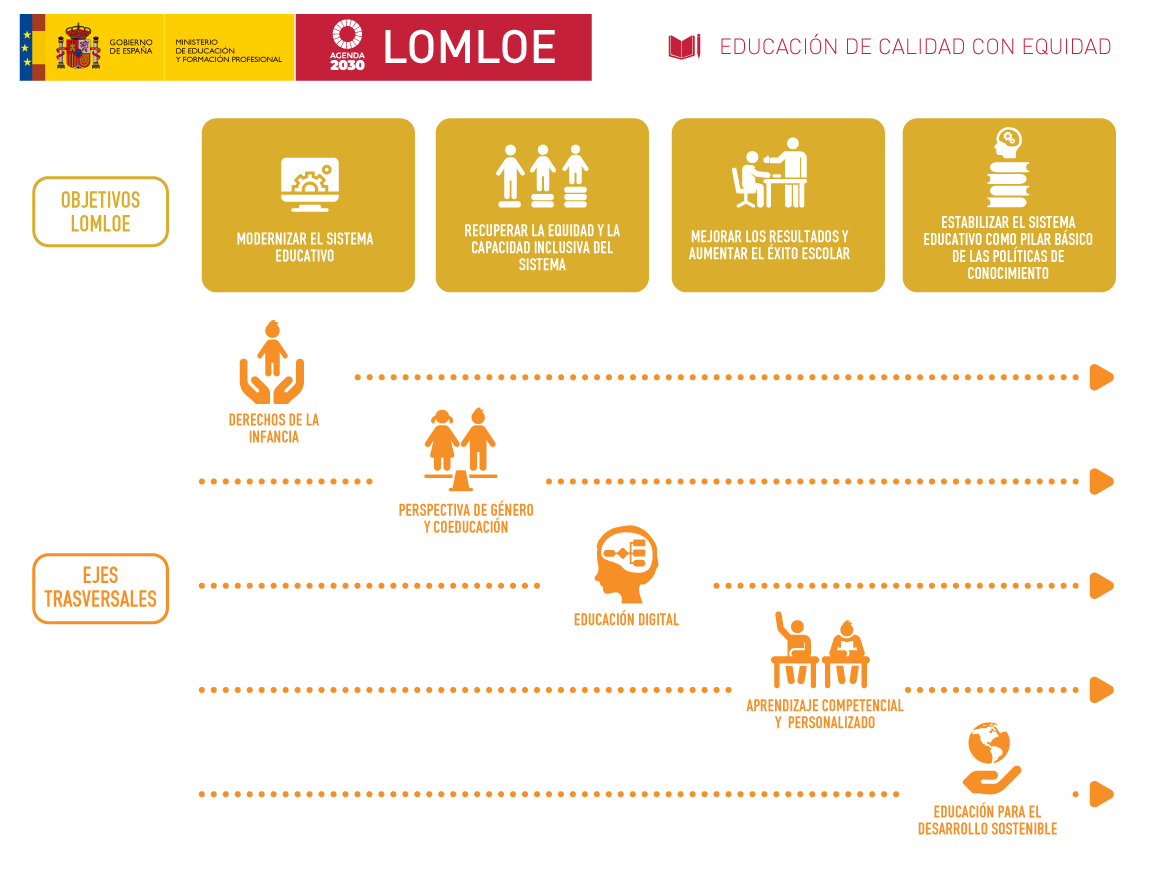 GOBIERNO
DE ESPAÑA
MINISTERIO
DE EDUCACIÓN
Y FORMACIÓN PROFESIONAL
AGENDA
2030
LOMLOE
EDUCACIÓN DE CALIDAD CON EQUIDAD
OBJETIVOS
LOMLOE
MODERNIZAR EL SISTEMA
EDUCATIVO
RECUPERAR LA EQUIDAD Y LA
CAPACIDAD INCLUSIVA DEL
SISTEMA
MEJORAR LOS RESULTADOS Y
AUMENTAR EL ÉXITO ESCOLAR
ESTABILIZAR EL SISTEMA
EDUCATIVO COMO PILAR BÁSICO
DE LAS POLÍTICAS DE
CONOCIMIENTO
EJES
TRASVERSALES
DERECHOS DE LA
INFANCIA
PERSPECTIVA DE GÉNERO
Y COEDUCACIÓN
EDUCACIÓN DIGITAL
APRENDIZAJE COMPETENCIAL
Y PERSONALIZADO
EDUCACIÓN PARA EL
DESARROLLO SOSTENIBLE